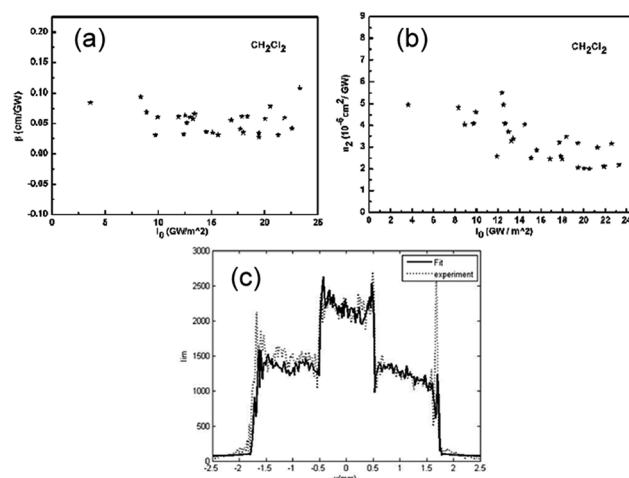 (a)
CH2Cl2
β (cm/GW)
0.20
0.15
0.10
0.05
0.00
-0.05
-0.10
0 5 10 15 20 25
I0 (GW/m^2)
(b)
CH2Cl2
n2 (10^-6 cm^2/ GW)
9
8
7
6
5
4
3
2
1
0
0 2 4 6 8 10 12 14 16 18 20 22 24
I0 (GW / m^2)
(c)
Fit
experiment
Iim
3000
2500
2000
1500
1000
500
0
-2.5 -2 -1.5 -1 -0.5 0 0.5 1 1.5 2 2.5